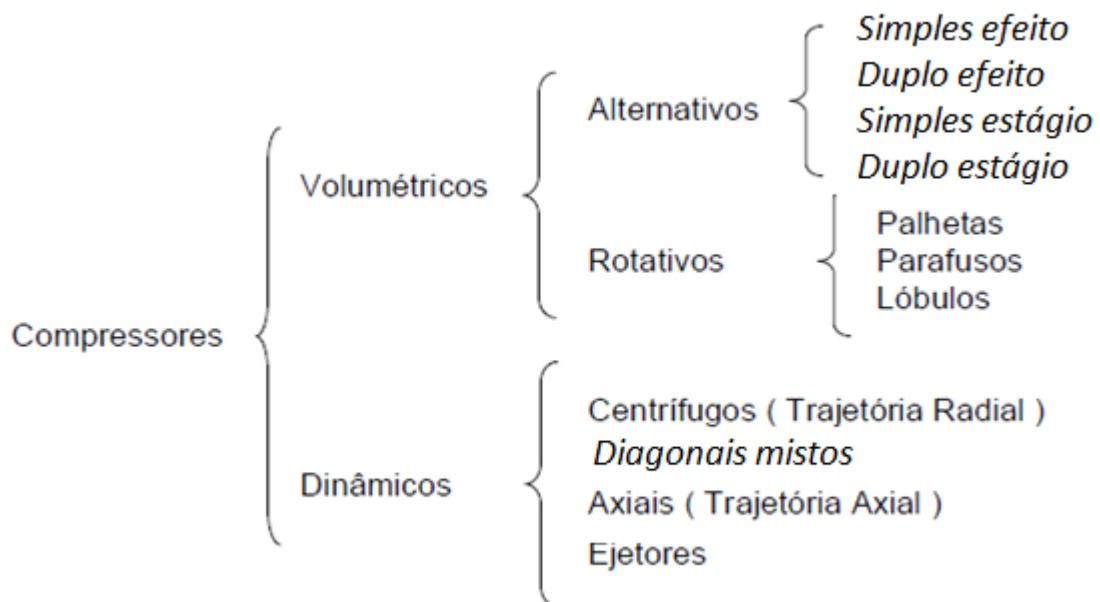 Compressores
Volumétricos
Alternativos
Simples efeito
Duplo efeito
Simples estágio
Duplo estágio
Rotativos
Palhetas
Parafusos
Lóbulos
Dinâmicos
Centrífugos ( Trajetória Radial )
Diagonais mistos
Axiais ( Trajetória Axial )
Ejetores